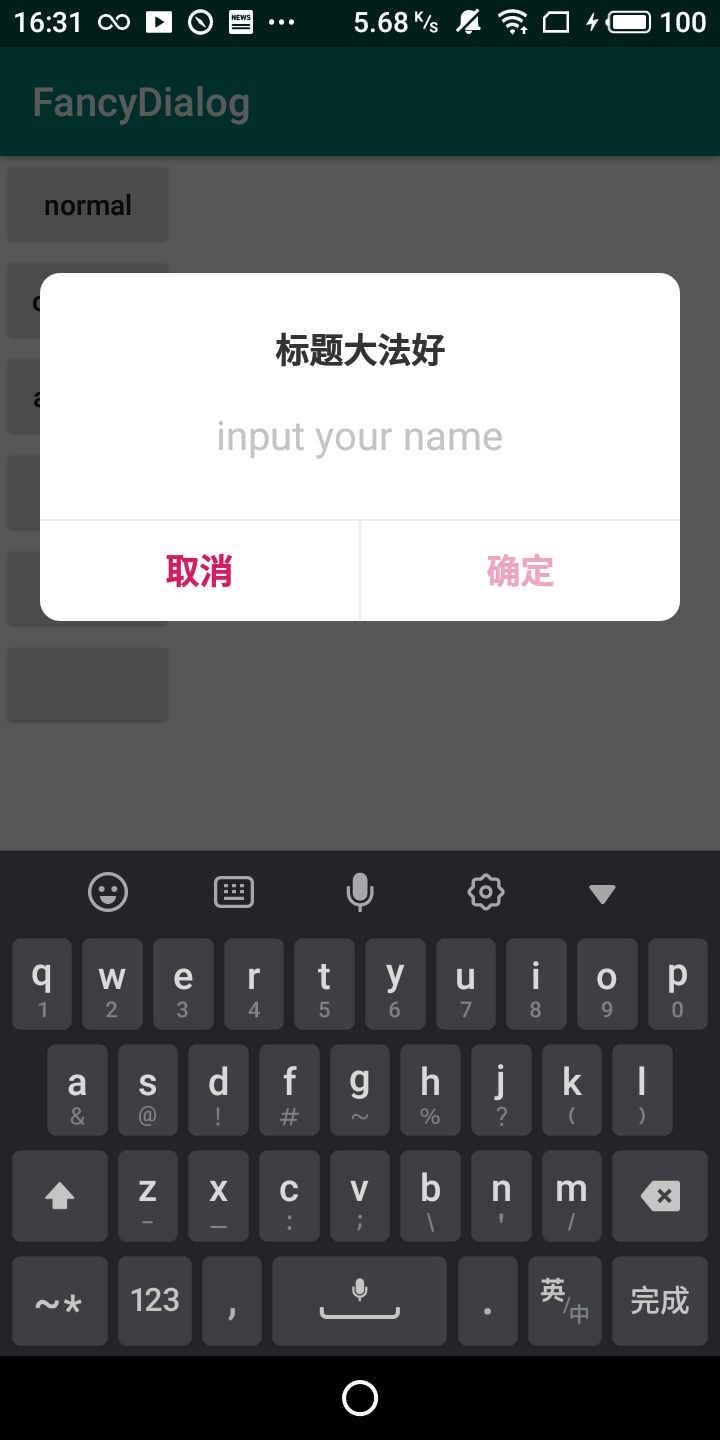 16:31 NEWS ... 5.68 K/s 100
FancyDialog
normal
标题大法好
input your name
取消 确定
q w e r t y u i o p
1 2 3 4 5 6 7 8 9 0
a s d f g h j k l
& @ ! # ~ % ? ( )
z x c v b n m
- _ : ; \ ' /
~* 123 , . 英/中 完成